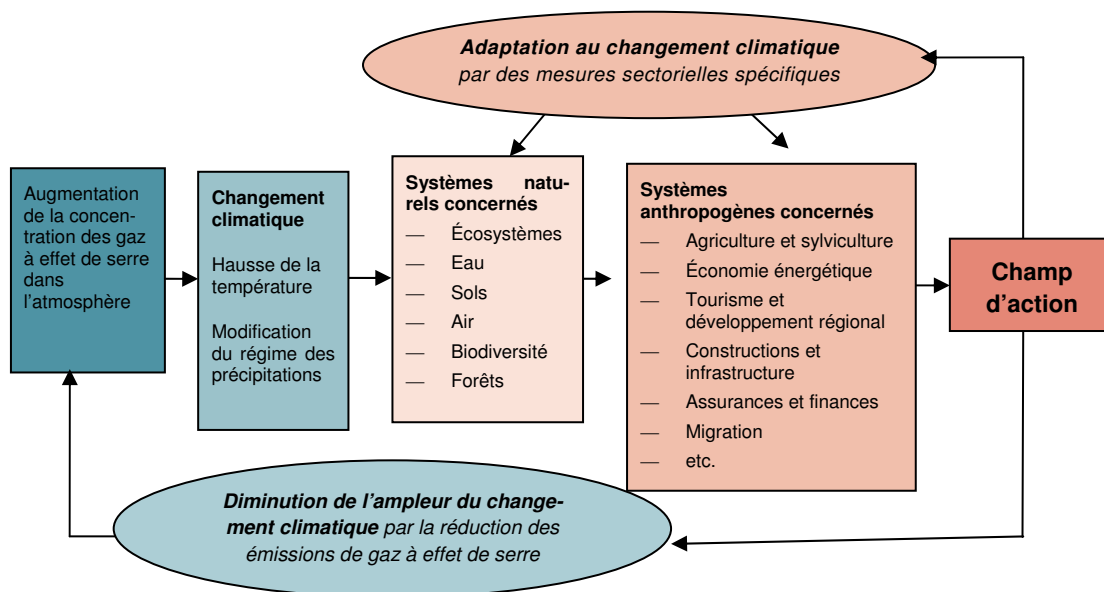 Adaptation au changement climatique
par des mesures sectorielles spécifiques
Augmentation
de la concen-
tration des gaz
à effet de serre
dans
l'atmosphère
Changement
climatique
Hausse de la
température
Modification
du régime des
précipitations
Systèmes natu-
rels concernés
— Écosystèmes
— Eau
— Sols
— Air
— Biodiversité
— Forêts
Systèmes
anthropogènes concernés
— Agriculture et sylviculture
— Économie énergétique
— Tourisme et
développement régional
— Constructions et
infrastructure
— Assurances et finances
— Migration
— etc.
Champ
d'action
Diminution de l'ampleur du change-
ment climatique par la réduction des
émissions de gaz à effet de serre